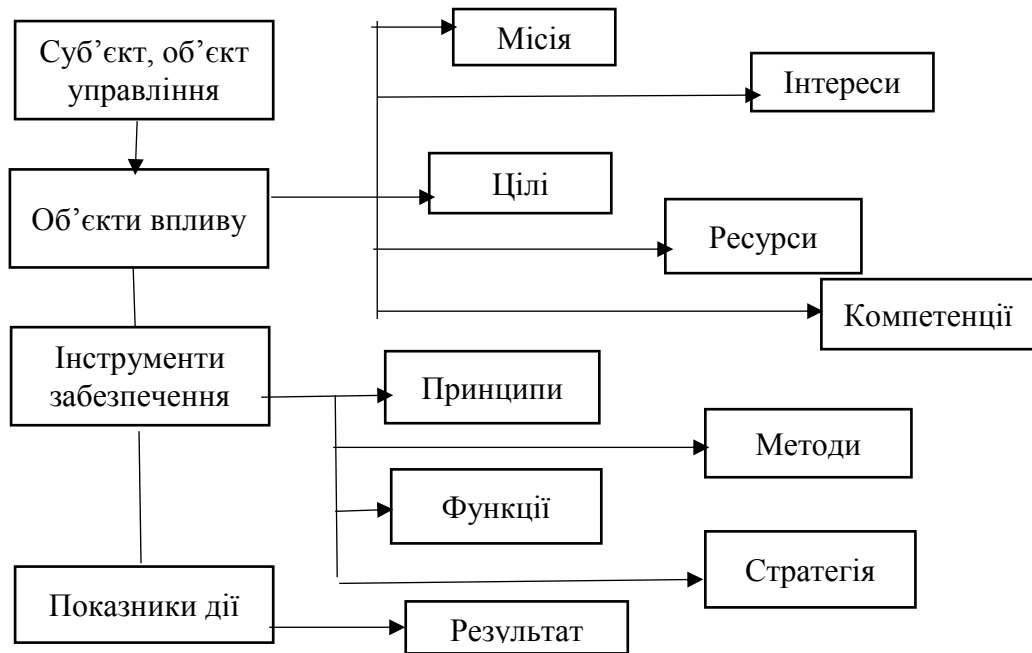 Суб’єкт, об’єкт
управління
Місія
Інтереси
Об’єкти впливу
Цілі
Ресурси
Компетенції
Інструменти
забезпечення
Принципи
Методи
Функції
Стратегія
Показники дії
Результат